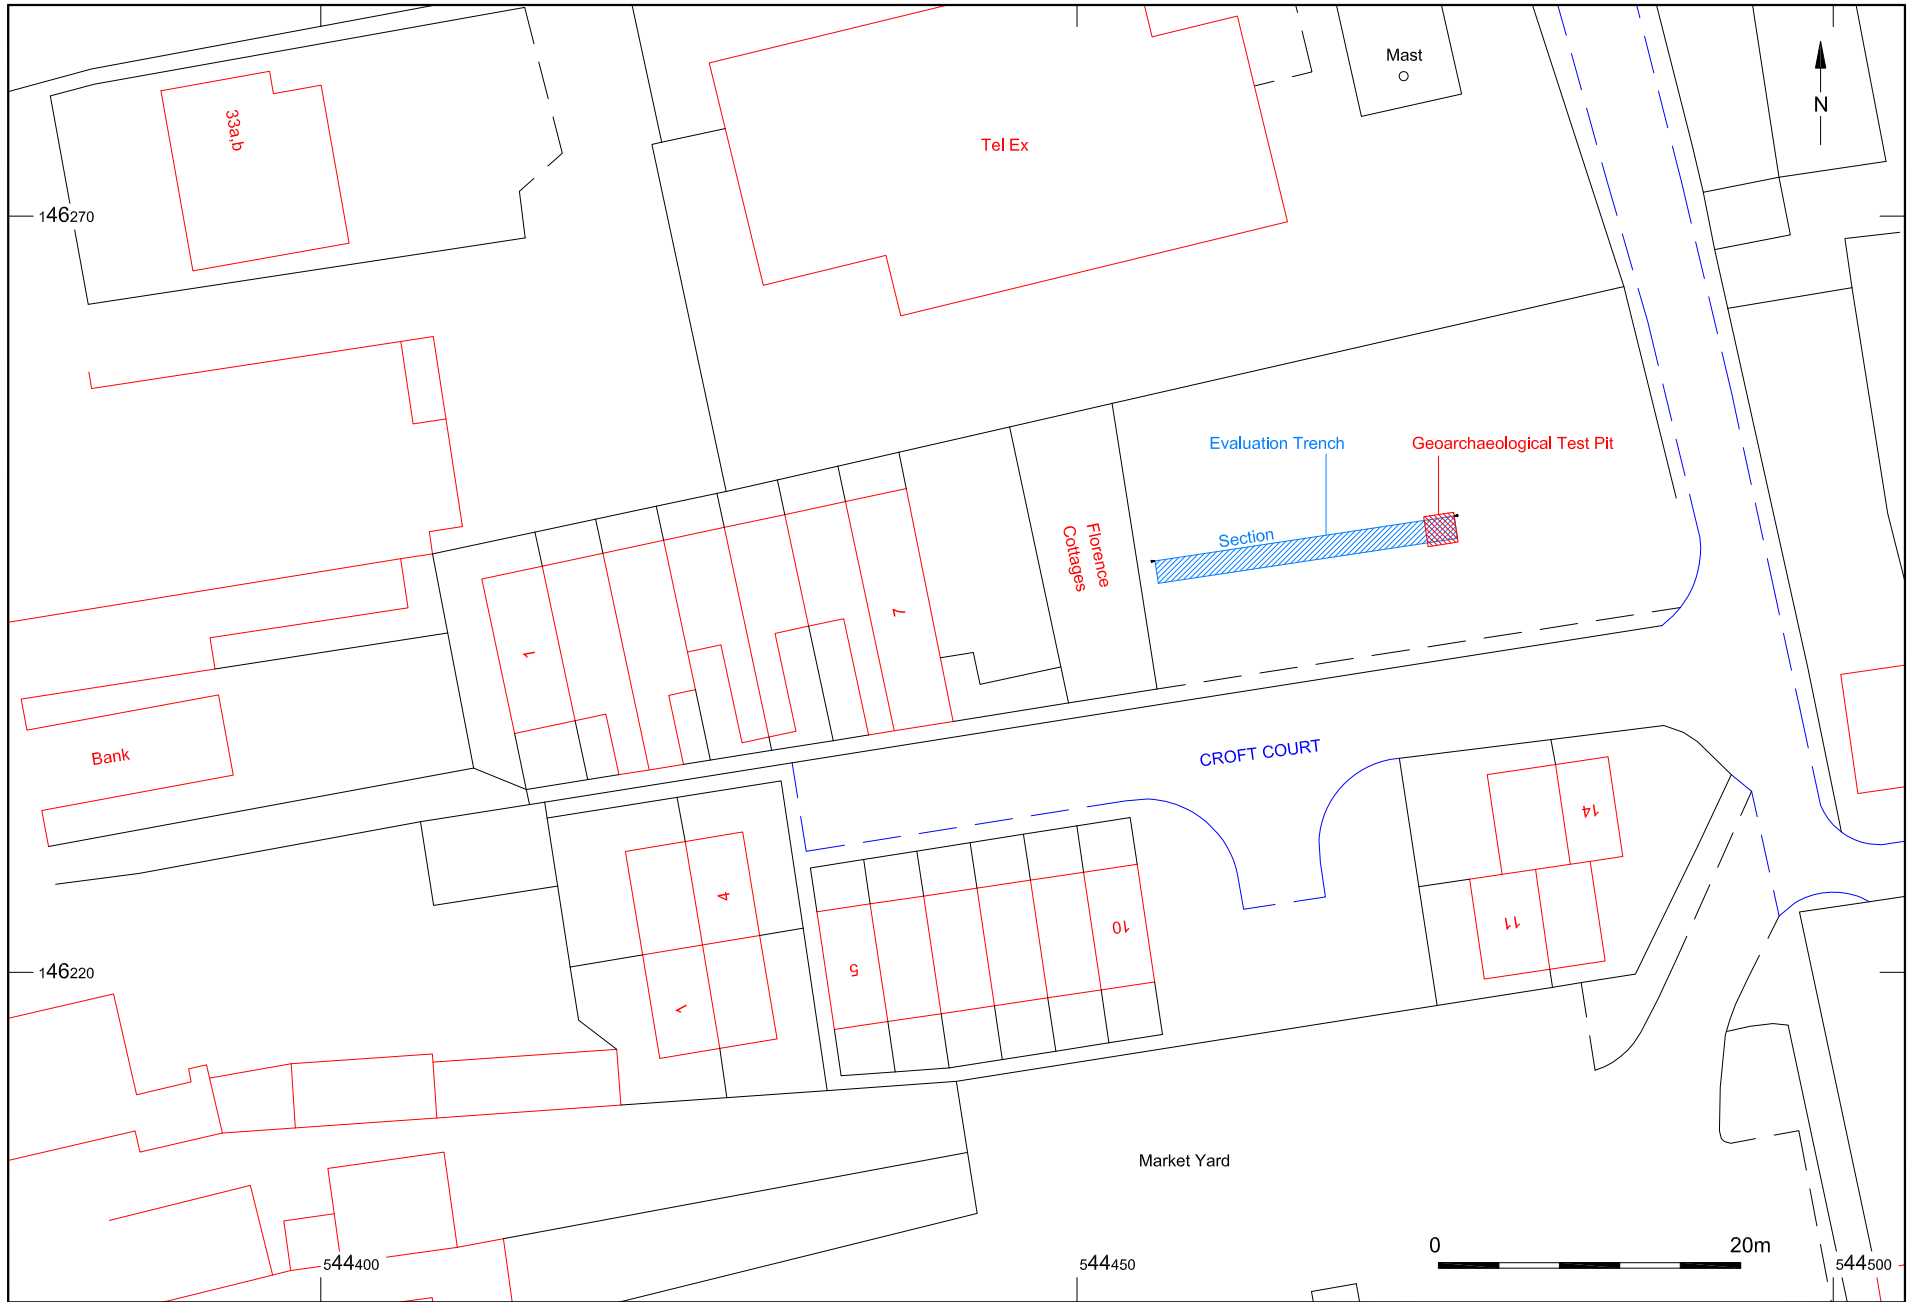 Mast
N
33a,b
Tel Ex
146270
Evaluation Trench
Geoarchaeological Test Pit
Section
Florence
Cottages
7
1
Bank
CROFT COURT
14
4
10
11
5
1
146220
Market Yard
0 20m
544400
544450
544500